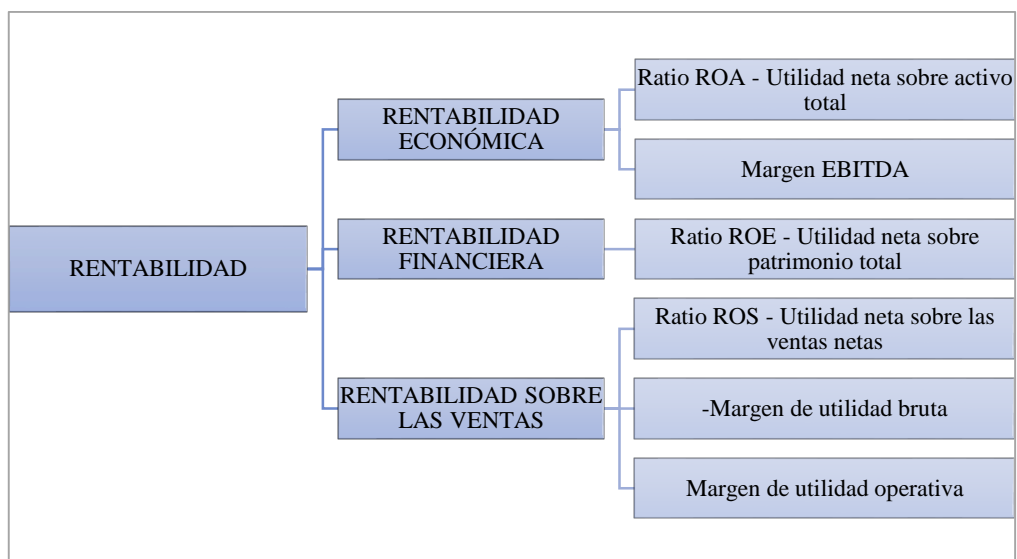 RENTABILIDAD
RENTABILIDAD
ECONÓMICA
Ratio ROA - Utilidad neta sobre activo
total
Margen EBITDA
RENTABILIDAD
FINANCIERA
Ratio ROE - Utilidad neta sobre
patrimonio total
RENTABILIDAD SOBRE
LAS VENTAS
Ratio ROS - Utilidad neta sobre las
ventas netas
-Margen de utilidad bruta
Margen de utilidad operativa